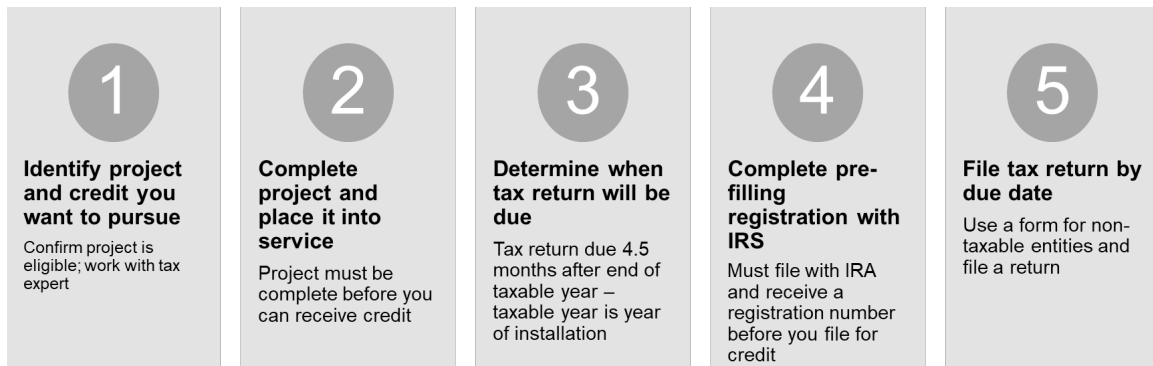 1
Identify project
and credit you
want to pursue
Confirm project is
eligible; work with tax
expert
2
Complete
project and
place it into
service
Project must be
complete before you
can receive credit
3
Determine when
tax return will be
due
Tax return due 4.5
months after end of
taxable year –
taxable year is year
of installation
4
Complete pre-
filling
registration with
IRS
Must file with IRA
and receive a
registration number
before you file for
credit
5
File tax return by
due date
Use a form for non-
taxable entities and
file a return